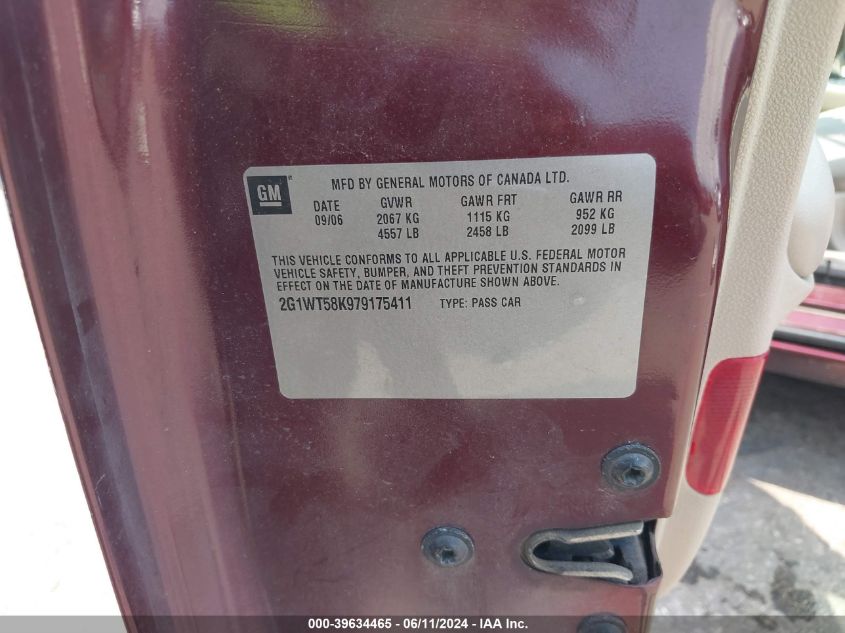 GM
MFD BY GENERAL MOTORS OF CANADA LTD.
DATE GVWR GAWR FRT GAWR RR
09/06 2067 KG 1115 KG 952 KG
4557 LB 2458 LB 2099 LB
THIS VEHICLE CONFORMS TO ALL APPLICABLE U.S. FEDERAL MOTOR
VEHICLE SAFETY, BUMPER, AND THEFT PREVENTION STANDARDS IN
EFFECT ON THE DATE OF MANUFACTURE SHOWN ABOVE.
2G1WT58K979175411 TYPE: PASS CAR
000-39634465 - 06/11/2024 - IAA Inc.